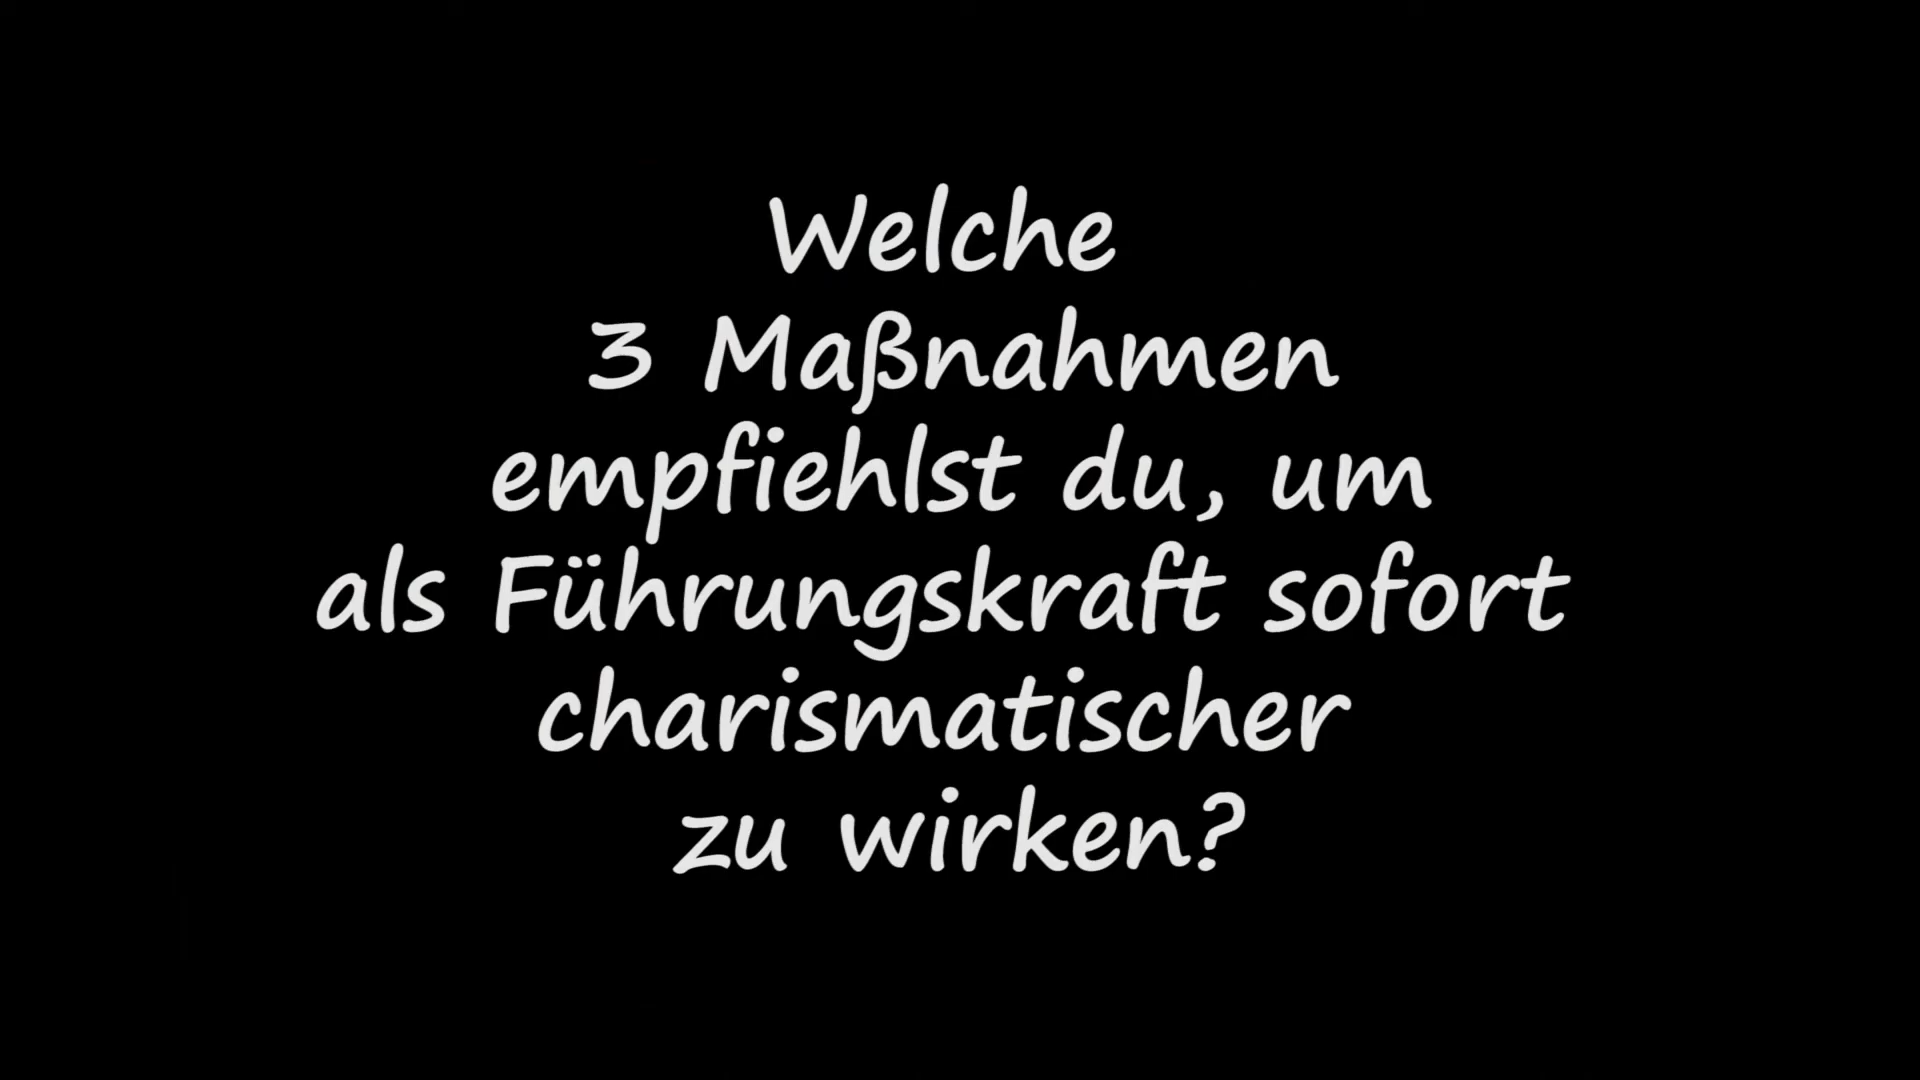 Welche
3 Maßnahmen
empfiehlst du, um
als Führungskraft sofort
charismatischer
zu wirken?